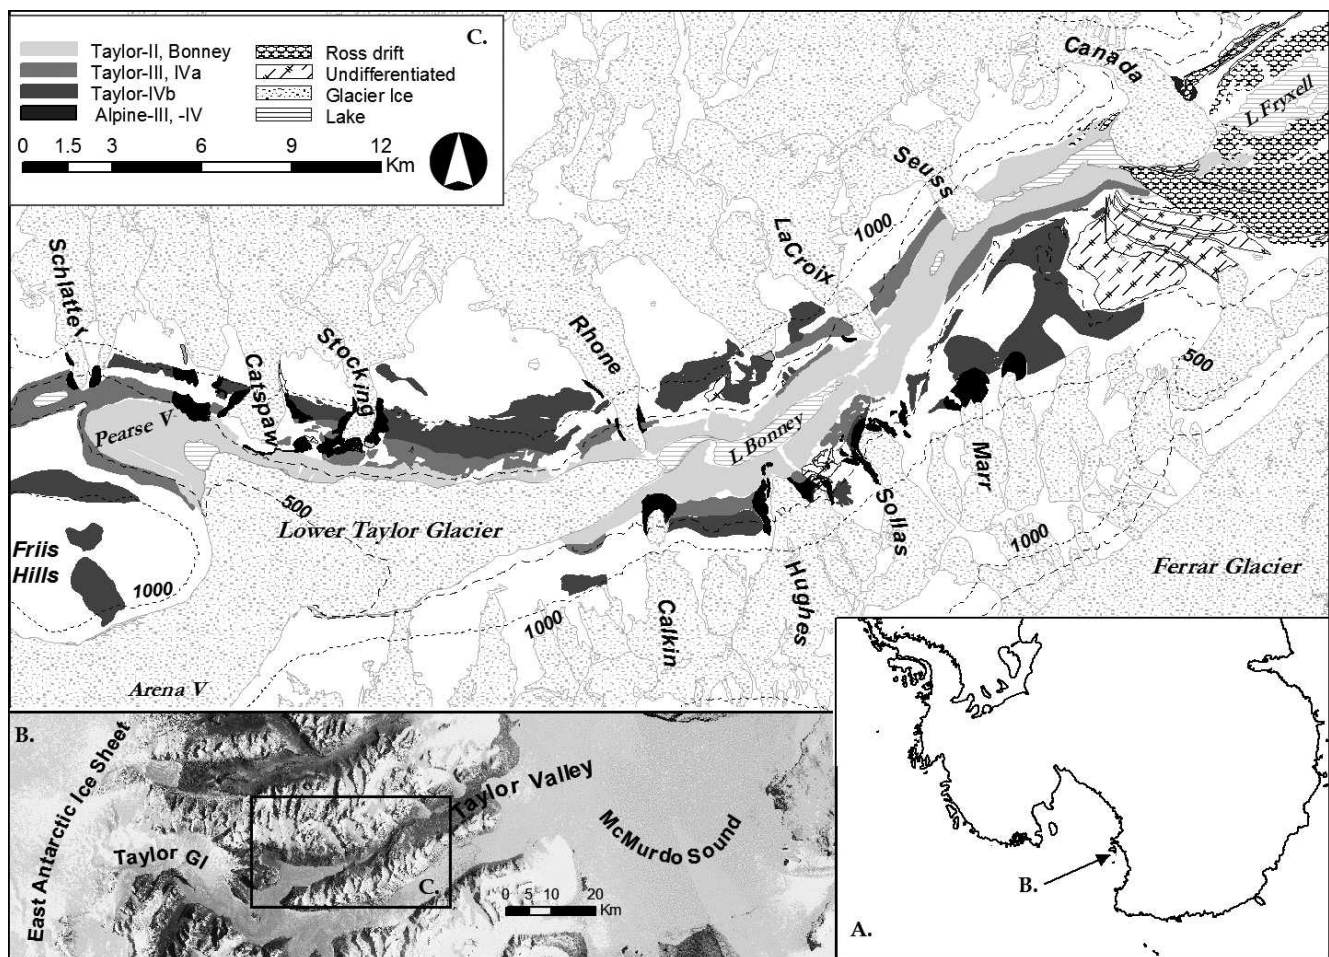 C.
Taylor-II, Bonney
Taylor-III, IVa
Taylor-IVb
Alpine-III, -IV
Ross drift
Undifferentiated
Glacier Ice
Lake
0 1.5 3 6 9 12
Km
Canada
L Fryxell
Seuss
1000
LaCroix
Schlatter
Stocking
Catspaw
Rhone
Pearse V
L Bonney
500
500
Lower Taylor Glacier
Friis
Hills
1000
Marr
Sollas
Hughes
Calkin
1000
1000
Ferrar Glacier
Arena V
B.
East Antarctic Ice Sheet
Taylor Gl
Taylor Valley
McMurdo Sound
C.
0 5 10 20
Km
B.
A.